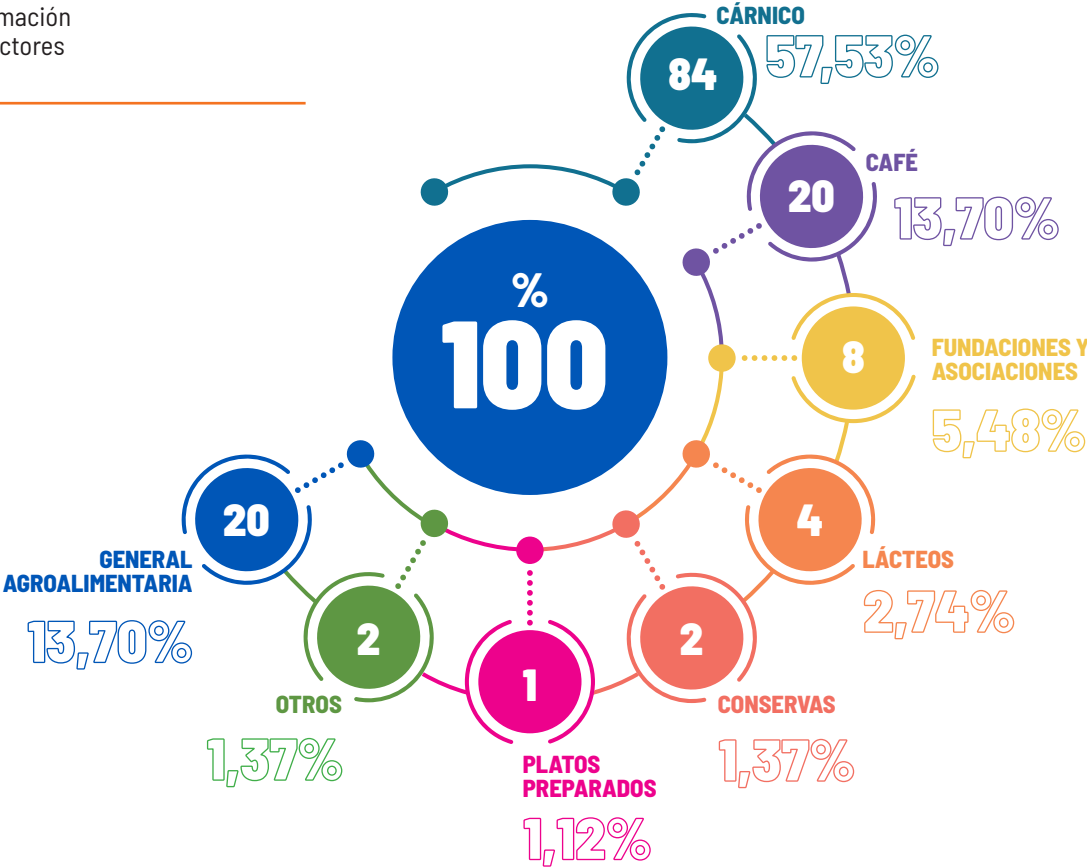 ctores
CÁRNICO
84
57,53%
CAFÉ
20
13,70%
%
100
8
FUNDACIONES Y
ASOCIACIONES
5,48%
4
LÁCTEOS
2,74%
2
CONSERVAS
1,37%
1
PLATOS
PREPARADOS
1,12%
2
OTROS
1,37%
20
GENERAL
AGROALIMENTARIA
13,70%